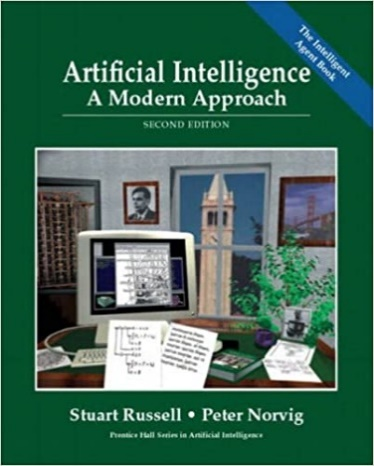 The Intelligent
Agent Book
Artificial Intelligence
A Modern Approach
SECOND EDITION
Stuart Russell • Peter Norvig
Prentice Hall Series in Artificial Intelligence